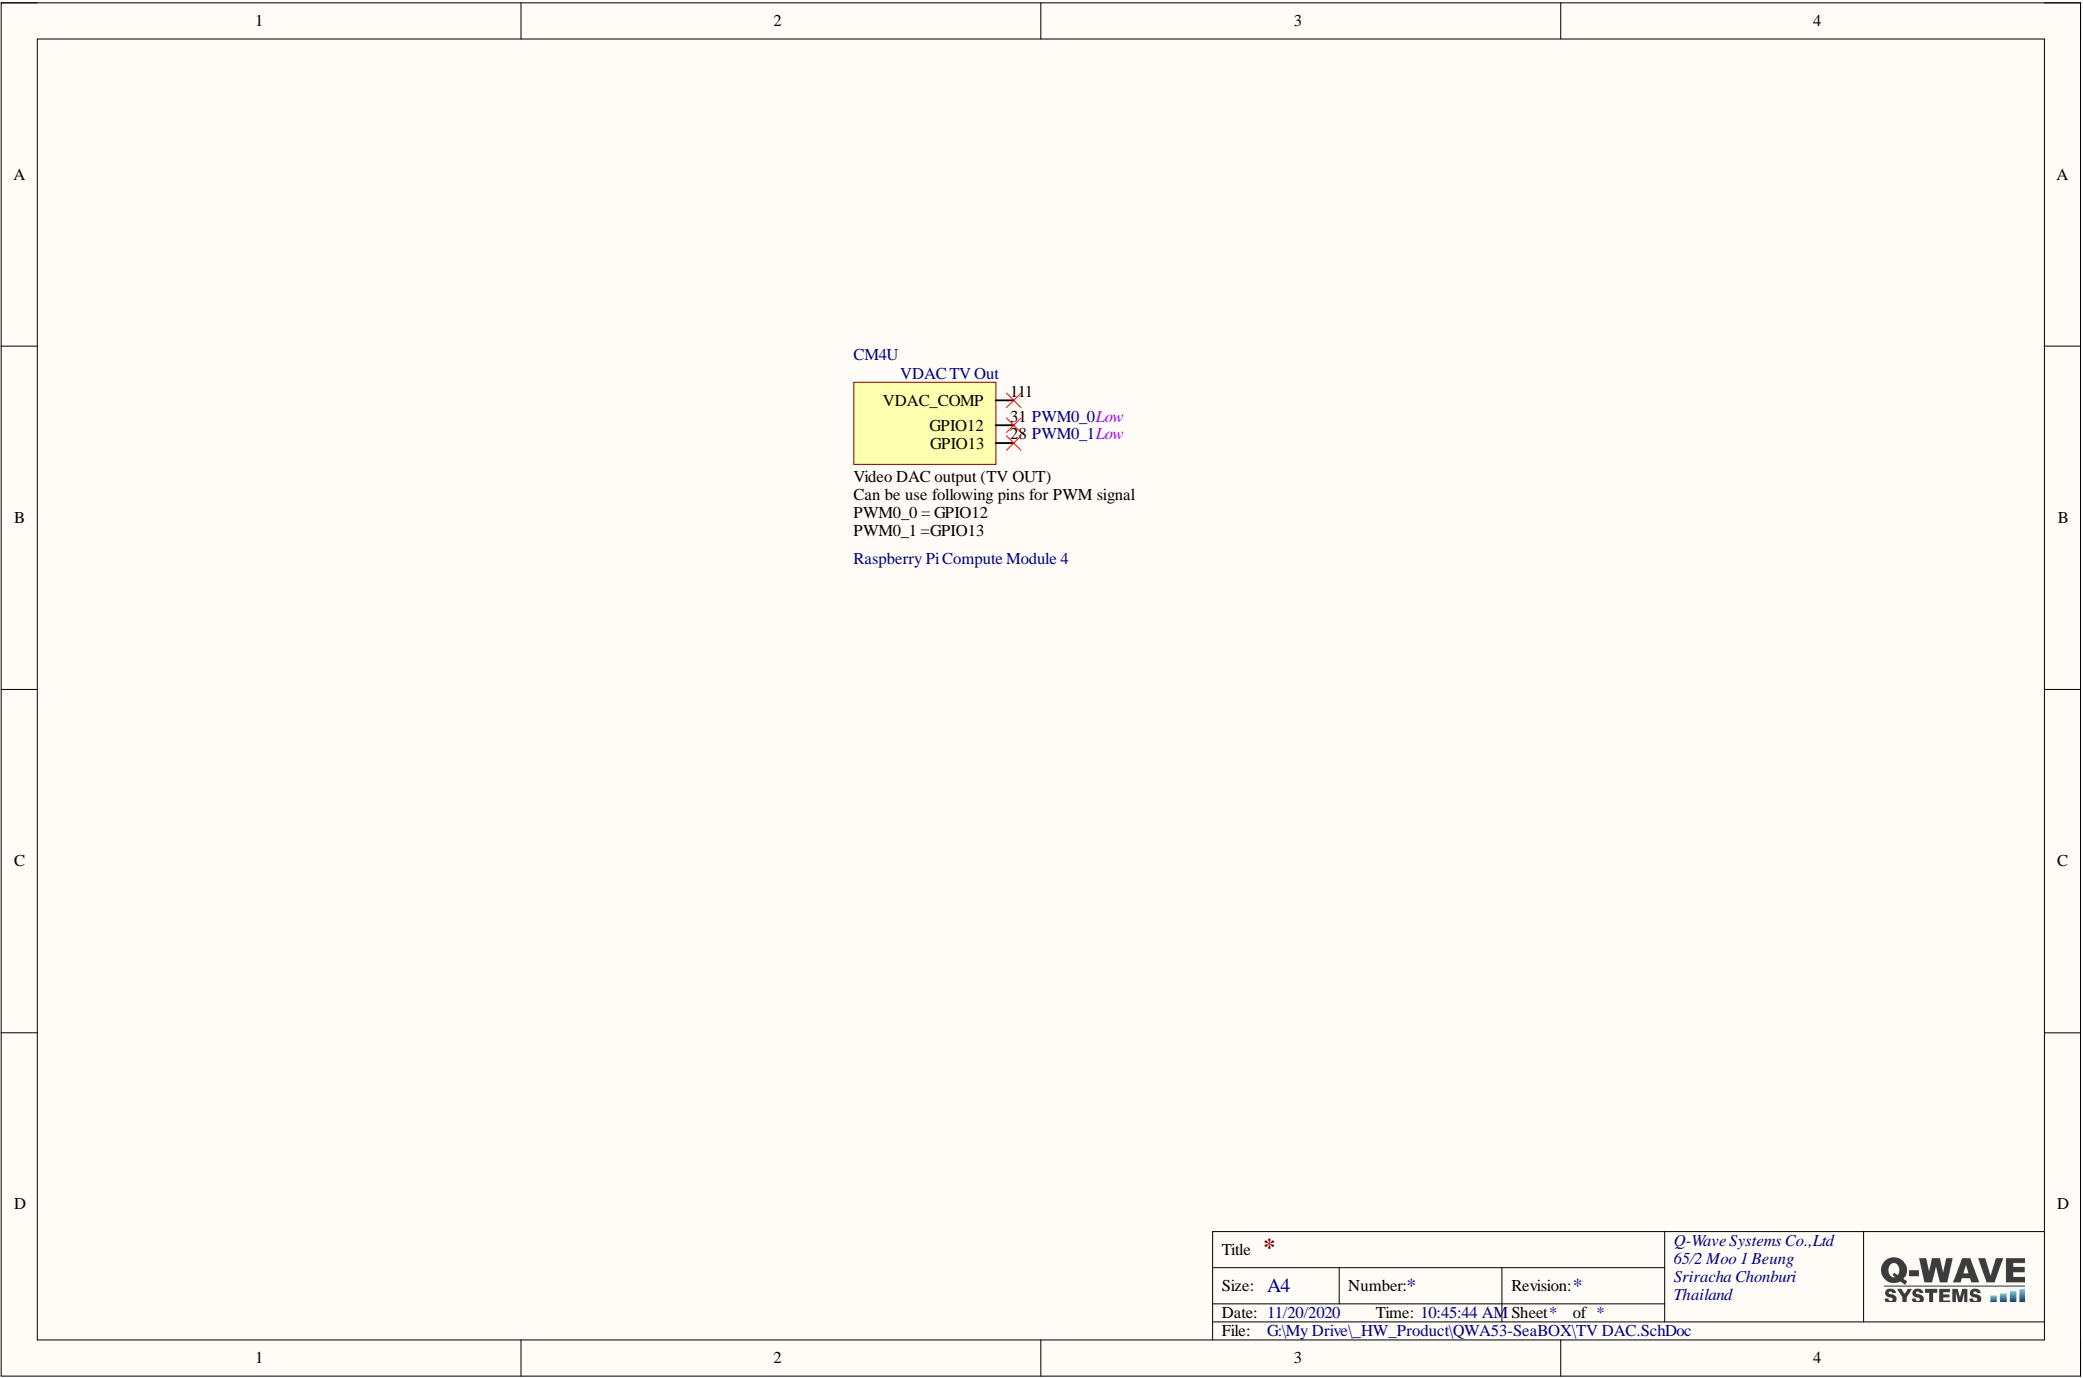 1 2 3 4
A A
CM4U
VDAC TV Out
VDAC_COMP 111
GPIO12 31 PWM0_0 Low
GPIO13 28 PWM0_1 Low
Video DAC output (TV OUT)
Can be use following pins for PWM signal
PWM0_0 = GPIO12
PWM0_1 =GPIO13
Raspberry Pi Compute Module 4
B B
C C
D D
Title *
Size: A4 Number:* Revision:*
Date: 11/20/2020 Time: 10:45:44 AM Sheet* of *
File: G:\My Drive\_HW_Product\QWA53-SeaBOX\TV DAC.SchDoc
Q-Wave Systems Co.,Ltd
65/2 Moo 1 Beung
Sriracha Chonburi
Thailand
Q-WAVE
SYSTEMS
1 2 3 4